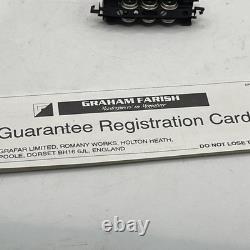 GRAHAM FARISH
Guarantee Registration Card
GRAFAR LIMITED, ROMANY WORKS, HOLTON HEATH,
POOLE, DORSET BH16 6JL, ENGLAND
DO NOT LOSE